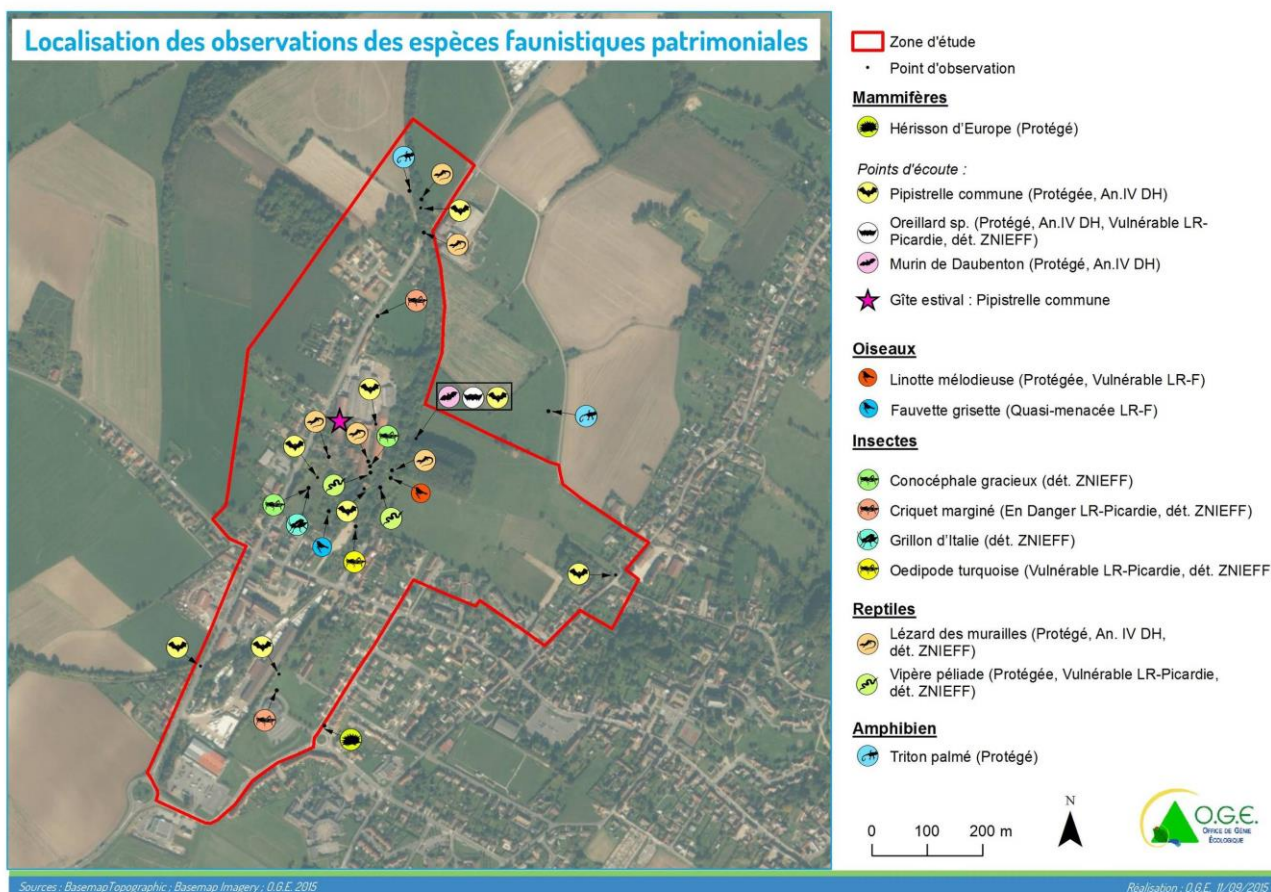 Localisation des observations des espèces faunistiques patrimoniales
Zone d'étude
Point d'observation
Mammifères
Hérisson d'Europe (Protégé)
Points d'écoute :
Pipistrelle commune (Protégée, An.IV DH)
Oreillard sp. (Protégé, An.IV DH, Vulnérable LR-
Picardie, dét. ZNIEFF)
Murin de Daubenton (Protégé, An.IV DH)
Gîte estival : Pipistrelle commune
Oiseaux
Linotte mélodieuse (Protégée, Vulnérable LR-F)
Fauvette grisette (Quasi-menacée LR-F)
Insectes
Conocéphale gracieux (dét. ZNIEFF)
Criquet marginé (En Danger LR-Picardie, dét. ZNIEFF)
Grillon d'Italie (dét. ZNIEFF)
Oedipode turquoise (Vulnérable LR-Picardie, dét. ZNIEFF
Reptiles
Lézard des murailles (Protégé, An. IV DH,
dét. ZNIEFF)
Vipère péliade (Protégée, Vulnérable LR-Picardie,
dét. ZNIEFF)
Amphibien
Triton palmé (Protégé)
0 100 200 m
N
O.G.E.
OFFICE DE GÉNIE
ÉCOLOGIQUE
Sources : BasemapTopographic ; Basemap Imagery ; O.G.E. 2015
Réalisation : O.G.E. 11/09/2015